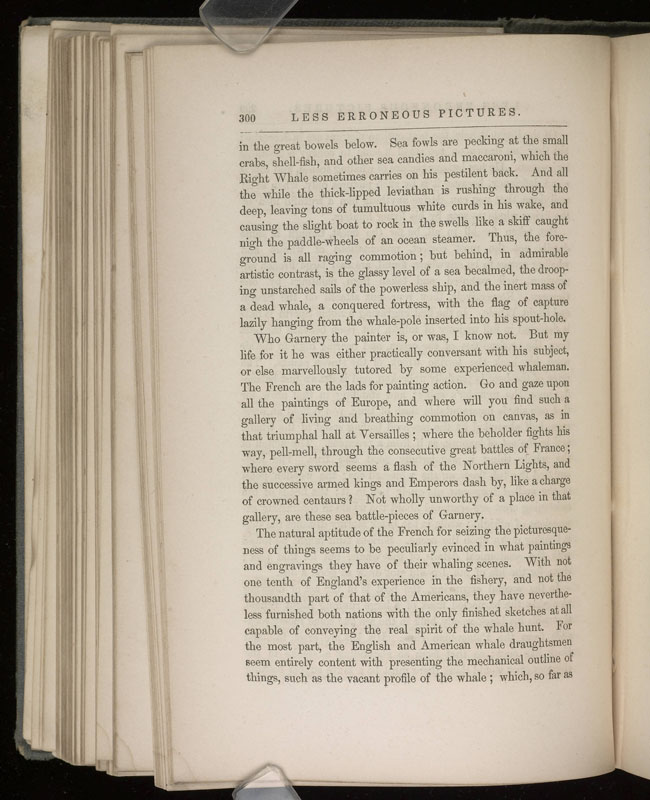 300 LESS ERRONEOUS PICTURES.
in the great bowels below. Sea fowls are pecking at the small
crabs, shell-fish, and other sea candies and maccaroni, which the
Right Whale sometimes carries on his pestilent back. And all
the while the thick-lipped leviathan is rushing through the
deep, leaving tons of tumultuous white curds in his wake, and
causing the slight boat to rock in the swells like a skiff caught
nigh the paddle-wheels of an ocean steamer. Thus, the fore-
ground is all raging commotion; but behind, in admirable
artistic contrast, is the glassy level of a sea becalmed, the droop-
ing unstarched sails of the powerless ship, and the inert mass of
a dead whale, a conquered fortress, with the flag of capture
lazily hanging from the whale-pole inserted into his spout-hole.
Who Garnery the painter is, or was, I know not. But my
life for it he was either practically conversant with his subject,
or else marvellously tutored by some experienced whaleman.
The French are the lads for painting action. Go and gaze upon
all the paintings of Europe, and where will you find such a
gallery of living and breathing commotion on canvas, as in
that triumphal hall at Versailles; where the beholder fights his
way, pell-mell, through the consecutive great battles of France;
where every sword seems a flash of the Northern Lights, and
the successive armed kings and Emperors dash by, like a charge
of crowned centaurs? Not wholly unworthy of a place in that
gallery, are these sea battle-pieces of Garnery.
The natural aptitude of the French for seizing the picturesque-
ness of things seems to be peculiarly evinced in what paintings
and engravings they have of their whaling scenes. With not
one tenth of England's experience in the fishery, and not the
thousandth part of that of the Americans, they have neverthe-
less furnished both nations with the only finished sketches at all
capable of conveying the real spirit of the whale hunt. For
the most part, the English and American whale draughtsmen
seem entirely content with presenting the mechanical outline of
things, such as the vacant profile of the whale; which, so far as